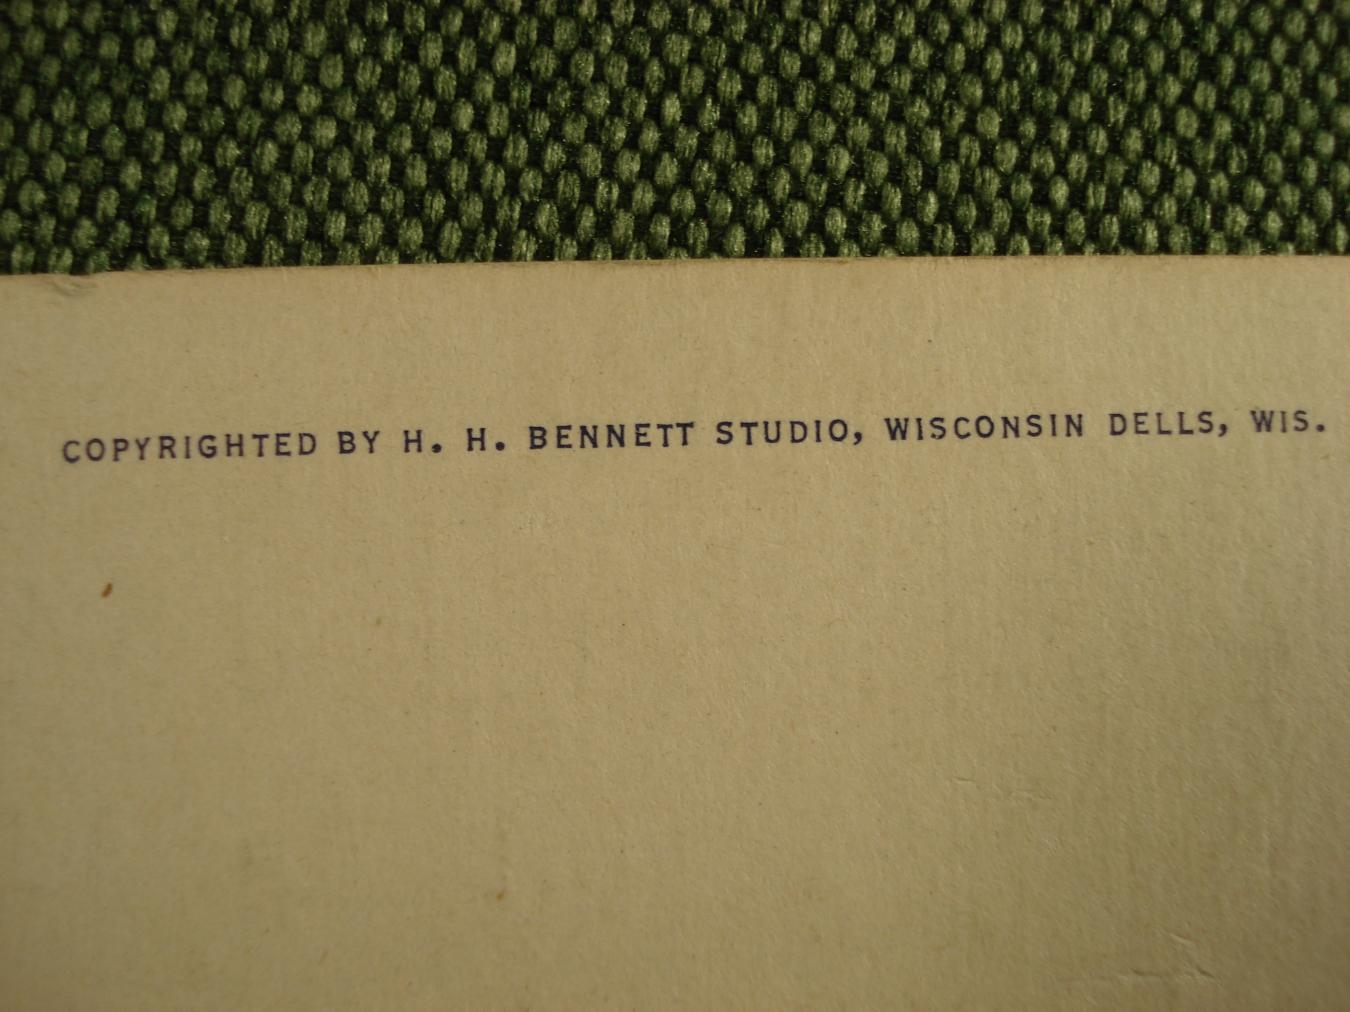 COPYRIGHTED BY H. H. BENNETT STUDIO, WISCONSIN DELLS, WIS.